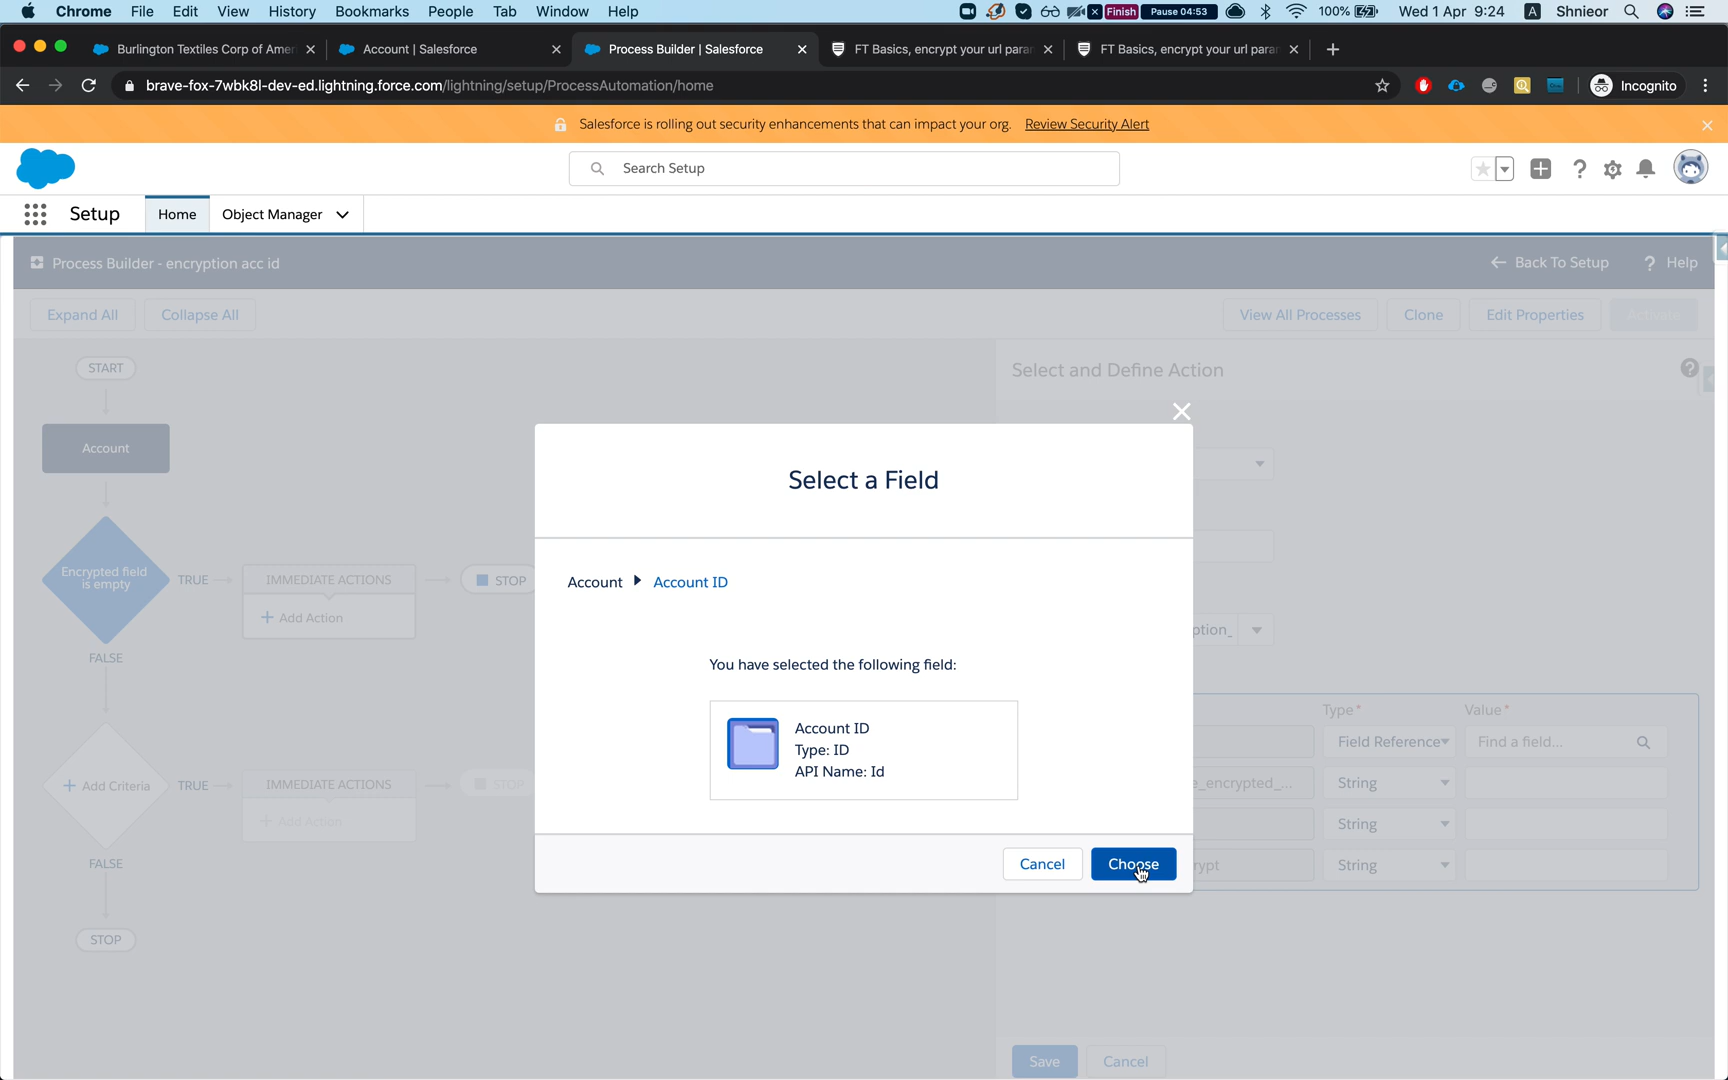 Chrome File Edit View History Bookmarks People Tab Window Help Finish Pause 04:53 100% Wed 1 Apr 9:24 A Shnieor
Burlington Textiles Corp of Amer Account | Salesforce Process Builder | Salesforce FT Basics, encrypt your url para FT Basics, encrypt your url para
brave-fox-7wbk8l-dev-ed.lightning.force.com/lightning/setup/ProcessAutomation/home Incognito
Salesforce is rolling out security enhancements that can impact your org. Review Security Alert
Search Setup
Setup Home Object Manager
Process Builder - encryption acc id Back To Setup ? Help
Expand All Collapse All View All Processes Clone Edit Properties Activate
START
Select and Define Action
Account
Encrypted field
is empty
TRUE IMMEDIATE ACTIONS STOP
+ Add Action
FALSE
+ Add Criteria TRUE IMMEDIATE ACTIONS STOP
+ Add Action
FALSE
STOP
Select a Field
Account Account ID
You have selected the following field:
Account ID
Type: ID
API Name: Id
Cancel Choose
ption_
Type* Value*
Field Reference Find a field...
e_encrypted_... String
String
rypt String
Save Cancel